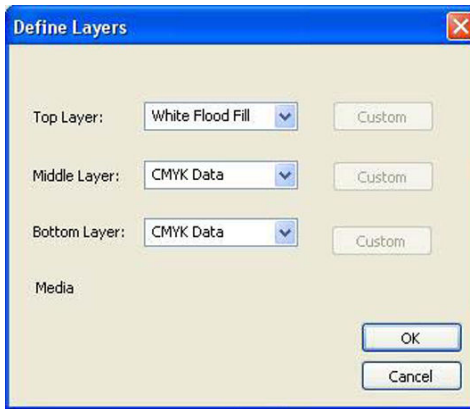 Define Layers
Top Layer: White Flood Fill Custom
Middle Layer: CMYK Data Custom
Bottom Layer: CMYK Data Custom
Media
OK
Cancel